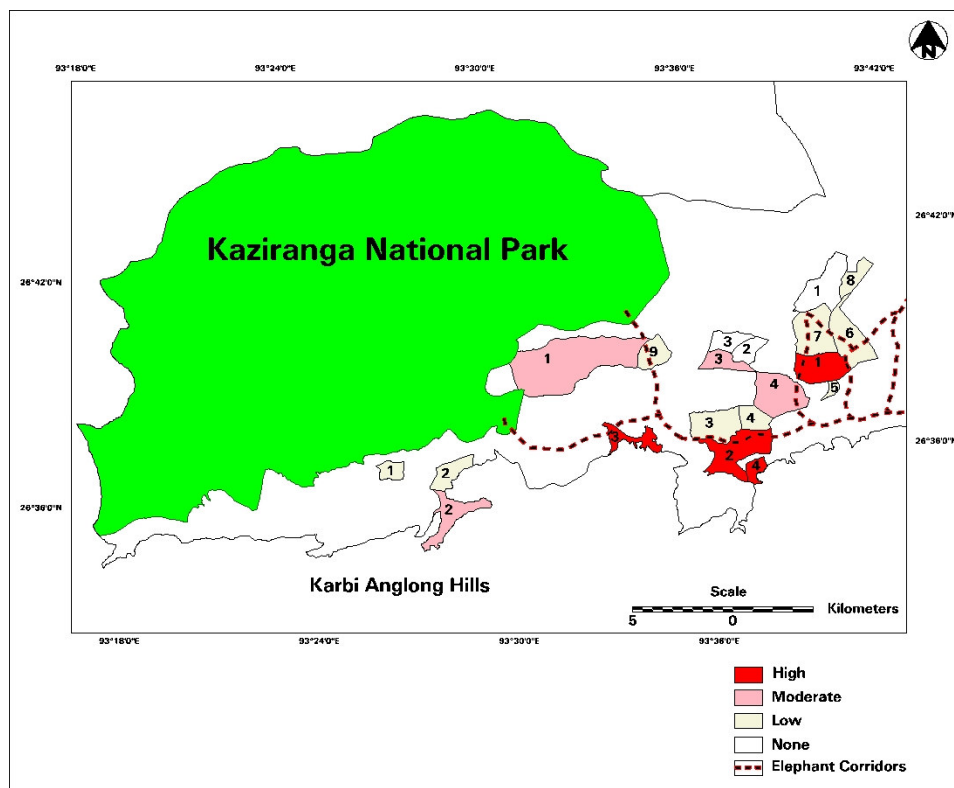 N
93°18'0"E 93°24'0"E 93°30'0"E 93°36'0"E 93°42'0"E
26°42'0"N
Kaziranga National Park
26°42'0"N
8
1
7 6
3 2
1 9 3 1
4 5
3 4
3 2 26°36'0"N
1 2 4
2
26°36'0"N
Karbi Anglong Hills
Scale
Kilometers
5 0 5
93°18'0"E 93°24'0"E 93°30'0"E 93°36'0"E
High
Moderate
Low
None
Elephant Corridors